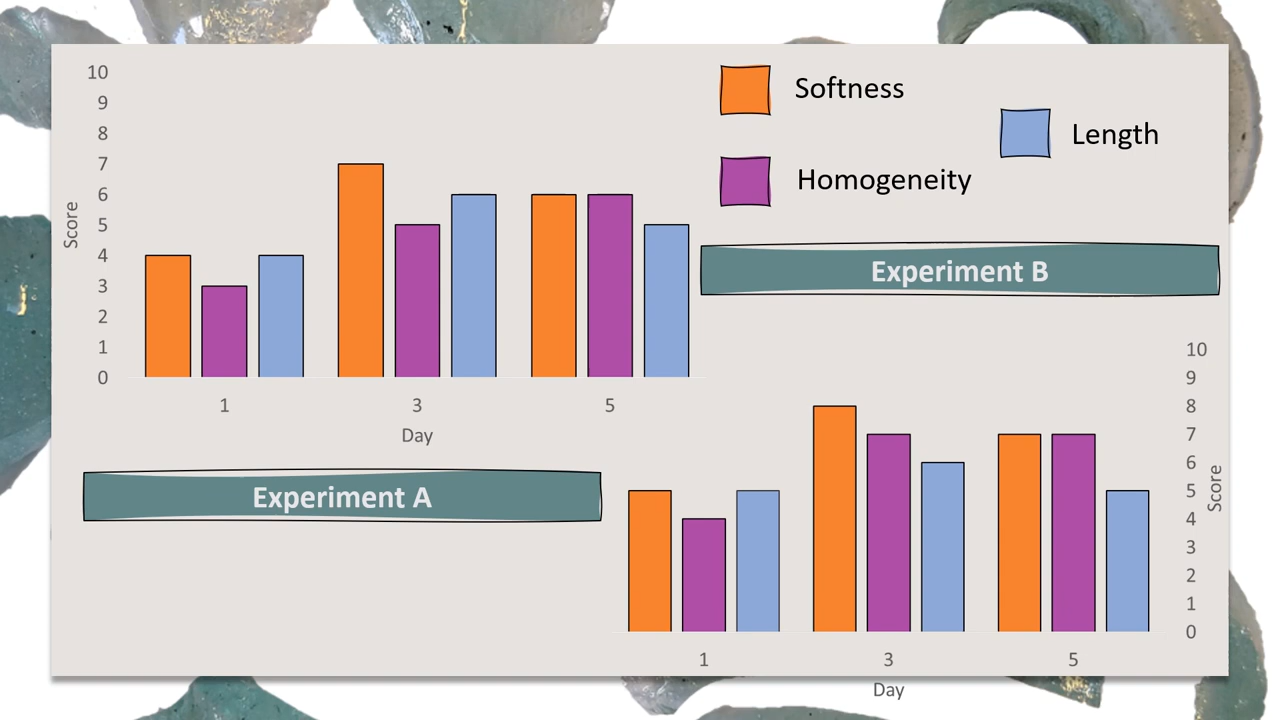 10
9
8
7
6
5
4
3
2
1
0
Score
1 3 5
Day
Experiment A
Softness
Homogeneity
Length
Experiment B
10
9
8
7
6
5
4
3
2
1
0
Score
1 3 5
Day